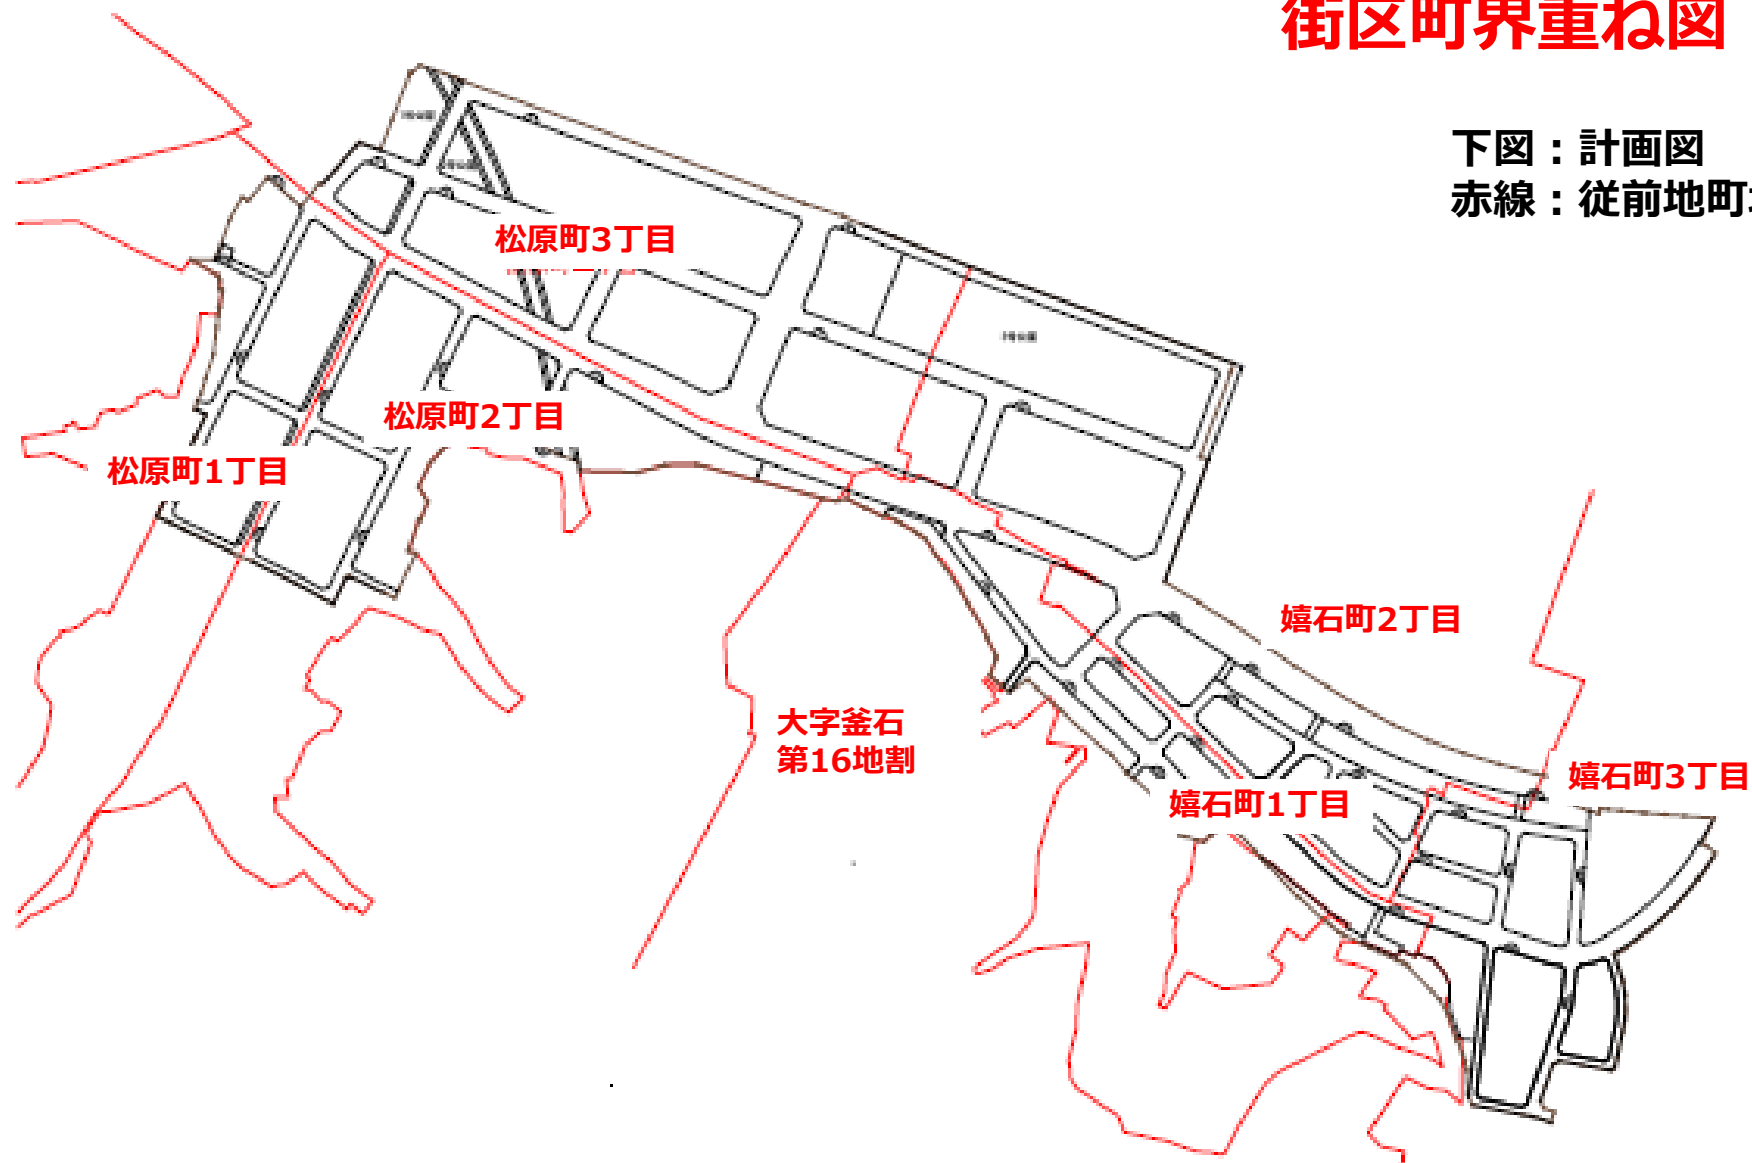 街区町界重ね図
下図：計画図
赤線：従前地町
松原町3丁目
松原町2丁目
松原町1丁目
嬉石町2丁目
大字釜石
第16地割
嬉石町3丁目
嬉石町1丁目